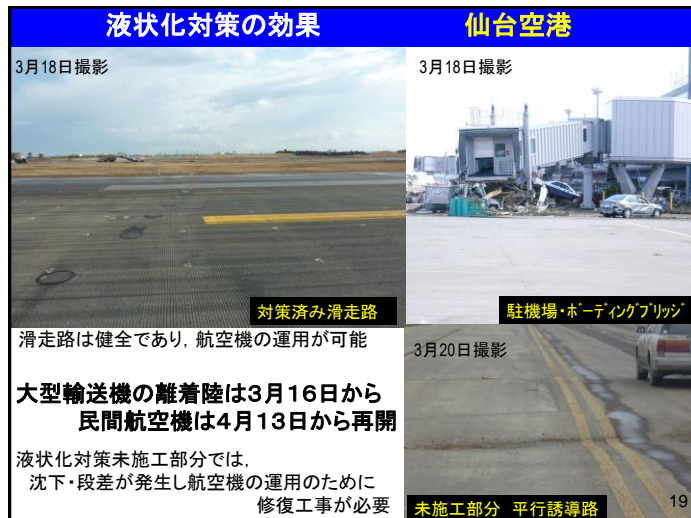 液状化対策の効果
仙台空港
3月18日撮影
対策済み滑走路
滑走路は健全であり，航空機の運用が可能
大型輸送機の離着陸は３月１６日から
民間航空機は４月１３日から再開
液状化対策未施工部分では，
沈下・段差が発生し航空機の運用のために
修復工事が必要
3月18日撮影
駐機場・ﾎﾞｰﾃﾞｨﾝｸﾞﾌﾞﾘｯｼﾞ
3月20日撮影
未施工部分 平行誘導路
19